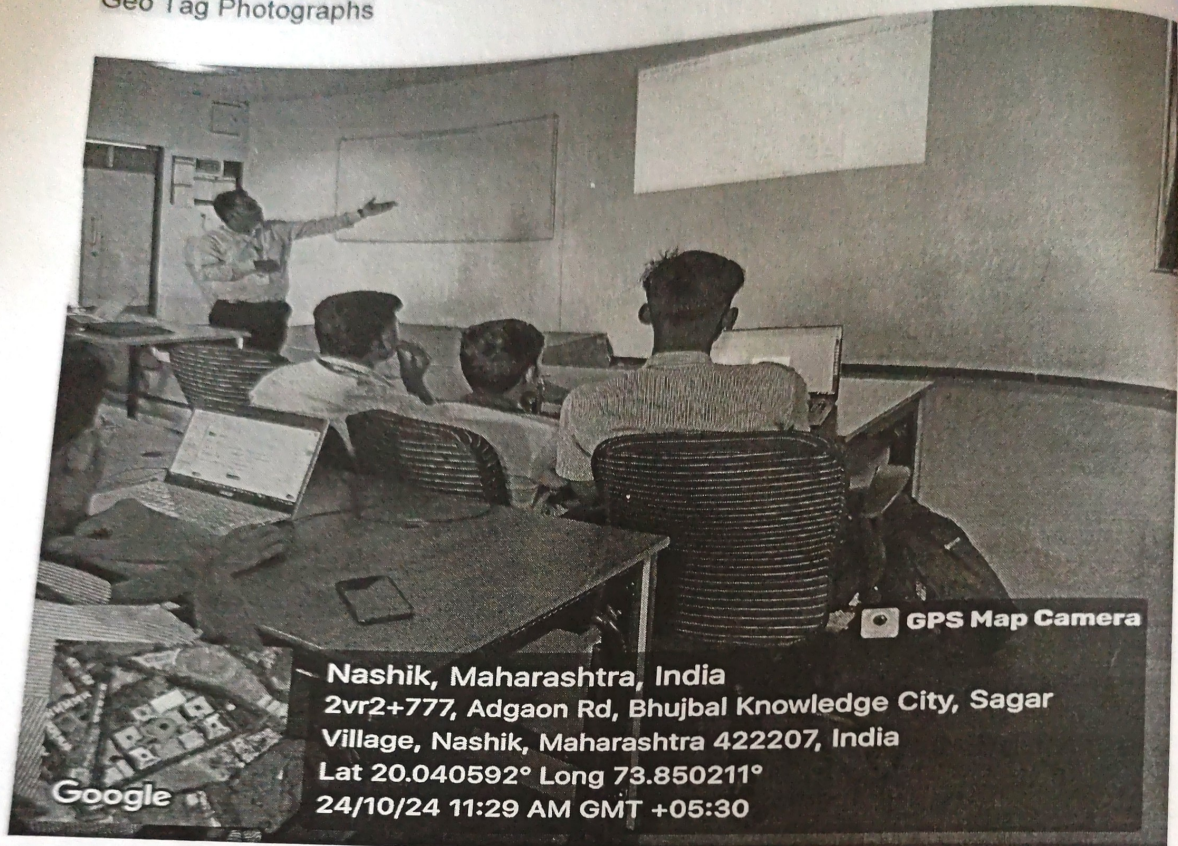 Geo Tag Photographs
GPS Map Camera
Nashik, Maharashtra, India
2vr2+777, Adgaon Rd, Bhujbal Knowledge City, Sagar
Village, Nashik, Maharashtra 422207, India
Lat 20.040592° Long 73.850211°
24/10/24 11:29 AM GMT +05:30
Google